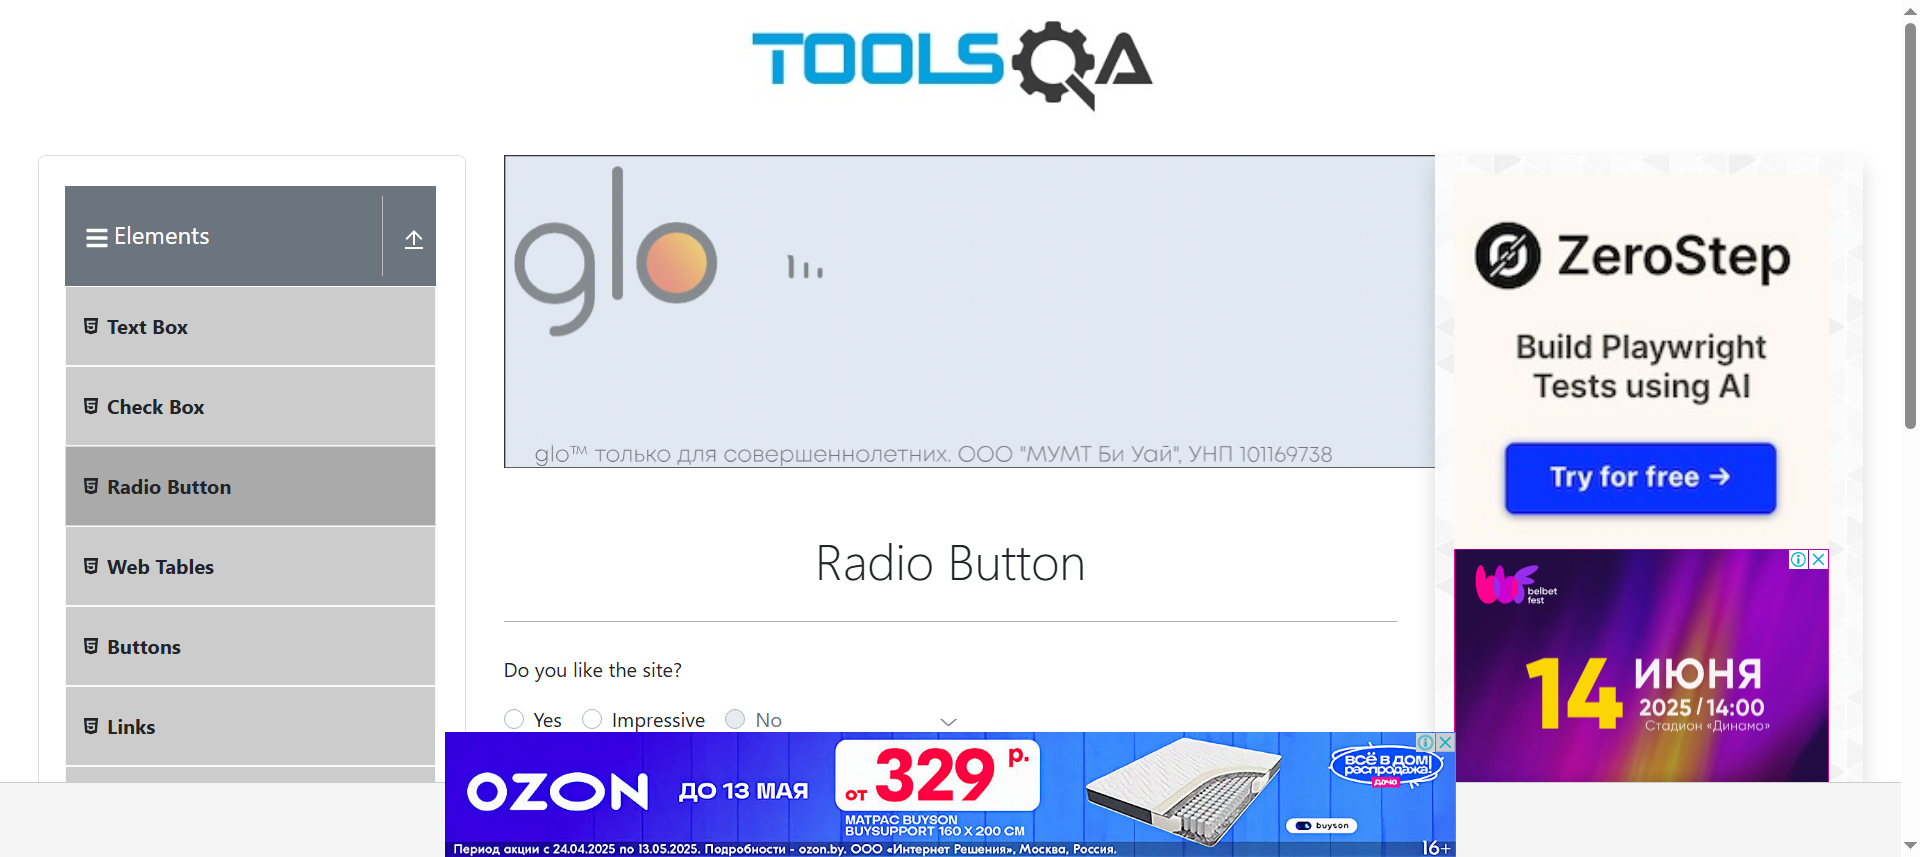 TOOLSQA
Elements
Text Box
Check Box
Radio Button
Web Tables
Buttons
Links
glo
glo™ только для совершеннолетних. ООО "МУМТ Би Уай", УНП 101169738
Radio Button
Do you like the site?
Yes
Impressive
No
ZeroStep
Build Playwright
Tests using AI
Try for free →
belbet
fest
14 ИЮНЯ
2025 / 14:00
Стадион «Динамо»
OZON
ДО 13 МАЯ
от 329 р.
МАТРАС BUYSON
BUYSUPPORT 160 X 200 СМ
ВСЁ В ДОМ
распродажа!
дача
buyson
Период акции с 24.04.2025 по 13.05.2025. Подробности - ozon.by. ООО «Интернет Решения», Москва, Россия.
16+